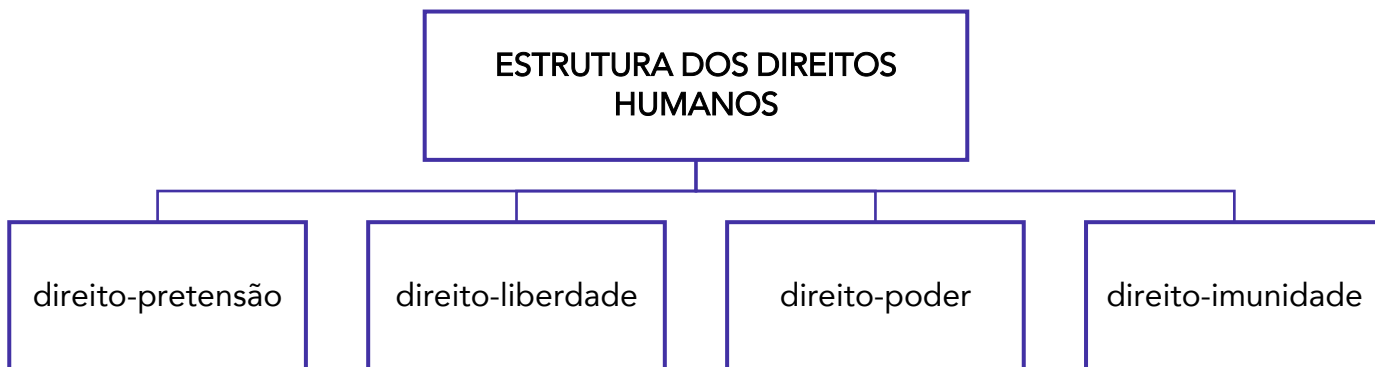 ESTRUTURA DOS DIREITOS
HUMANOS
direito-pretensão
direito-liberdade
direito-poder
direito-imunidade